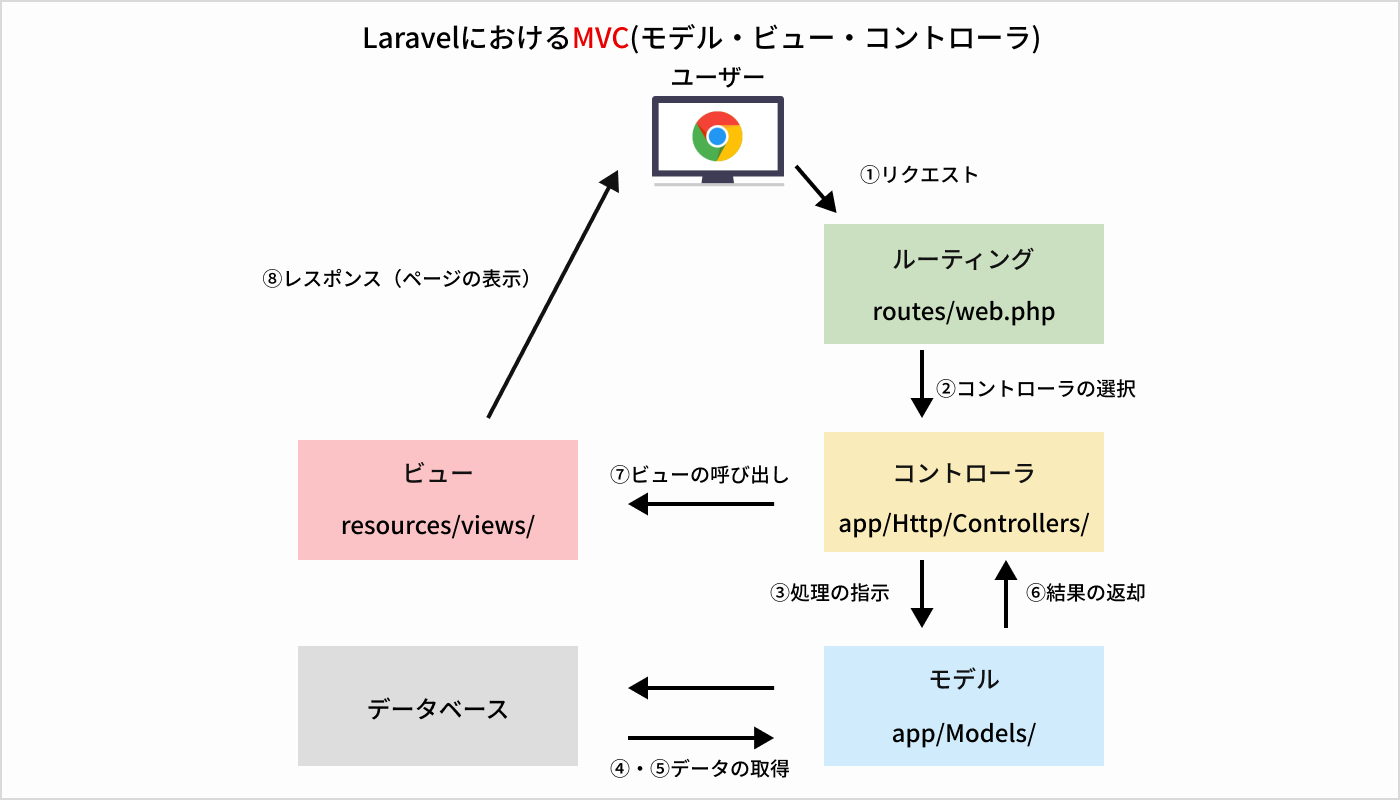 LaravelにおけるMVC(モデル・ビュー・コントローラ)
ユーザー
①リクエスト
ルーティング
routes/web.php
⑧レスポンス（ページの表示）
②コントローラの選択
ビュー
resources/views/
⑦ビューの呼び出し
コントローラ
app/Http/Controllers/
③処理の指示
⑥結果の返却
データベース
モデル
app/Models/
④・⑤データの取得